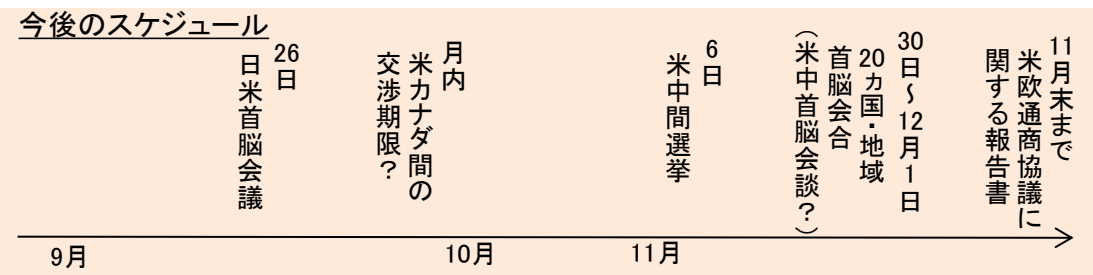 今後のスケジュール
26日
日米首脳会議
月内
米カナダ間の
交渉期限?
6日
米中間選挙
30日~12月1日
20カ国・地域
首脳会合
(米中首脳会談?)
11月末まで
米欧通商協議に
関する報告書
9月
10月
11月